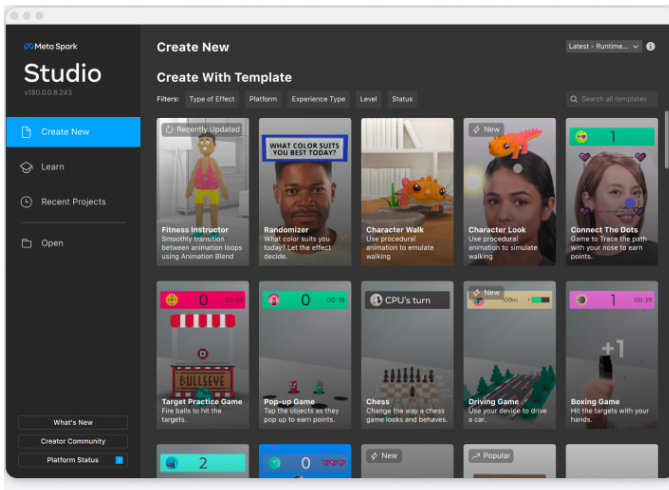 Meta Spark
Studio
v180.0.0.8.243
Create New
Learn
Recent Projects
Open
What's New
Creator Community
Platform Status
Create New
Latest - Runtime...
Create With Template
Filters: Type of Effect Platform Experience Type Level Status
Search all templates
Recently Updated
Fitness Instructor
Smoothly transition
between animation loops
using Animation Blend
WHAT COLOR SUITS
YOU BEST TODAY?
Randomizer
What color suits you
today? Let the effect
decide.
Character Walk
Use procedural
animation to emulate
walking
New
Character Look
Use procedural
animation to simulate
walking
1
Connect The Dots
Game to Trace the path
with your nose to earn
points.
0
BULLSEYE
Target Practice Game
Fire balls to hit the
targets.
0 00:18
Pop-up Game
Tap the objects as they
pop up to earn points.
CPU's turn
Chess
Change the way a chess
game looks and behaves.
New
Driving Game
Use your device to drive
a car.
1 00:25
+1
Boxing Game
Hit the targets with your
hands.
2
0
New
Popular